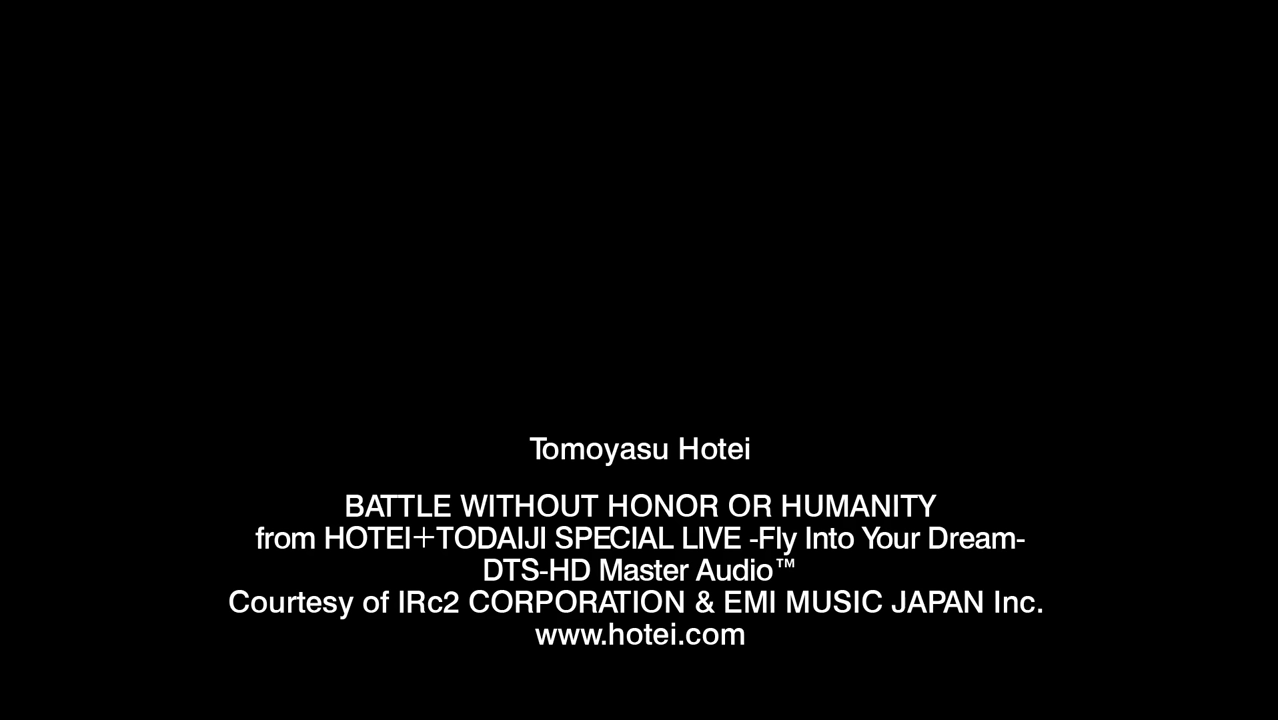 Tomoyasu Hotei
BATTLE WITHOUT HONOR OR HUMANITY
from HOTEI＋TODAIJI SPECIAL LIVE -Fly Into Your Dream-
DTS-HD Master Audio™
Courtesy of IRc2 CORPORATION & EMI MUSIC JAPAN Inc.
www.hotei.com